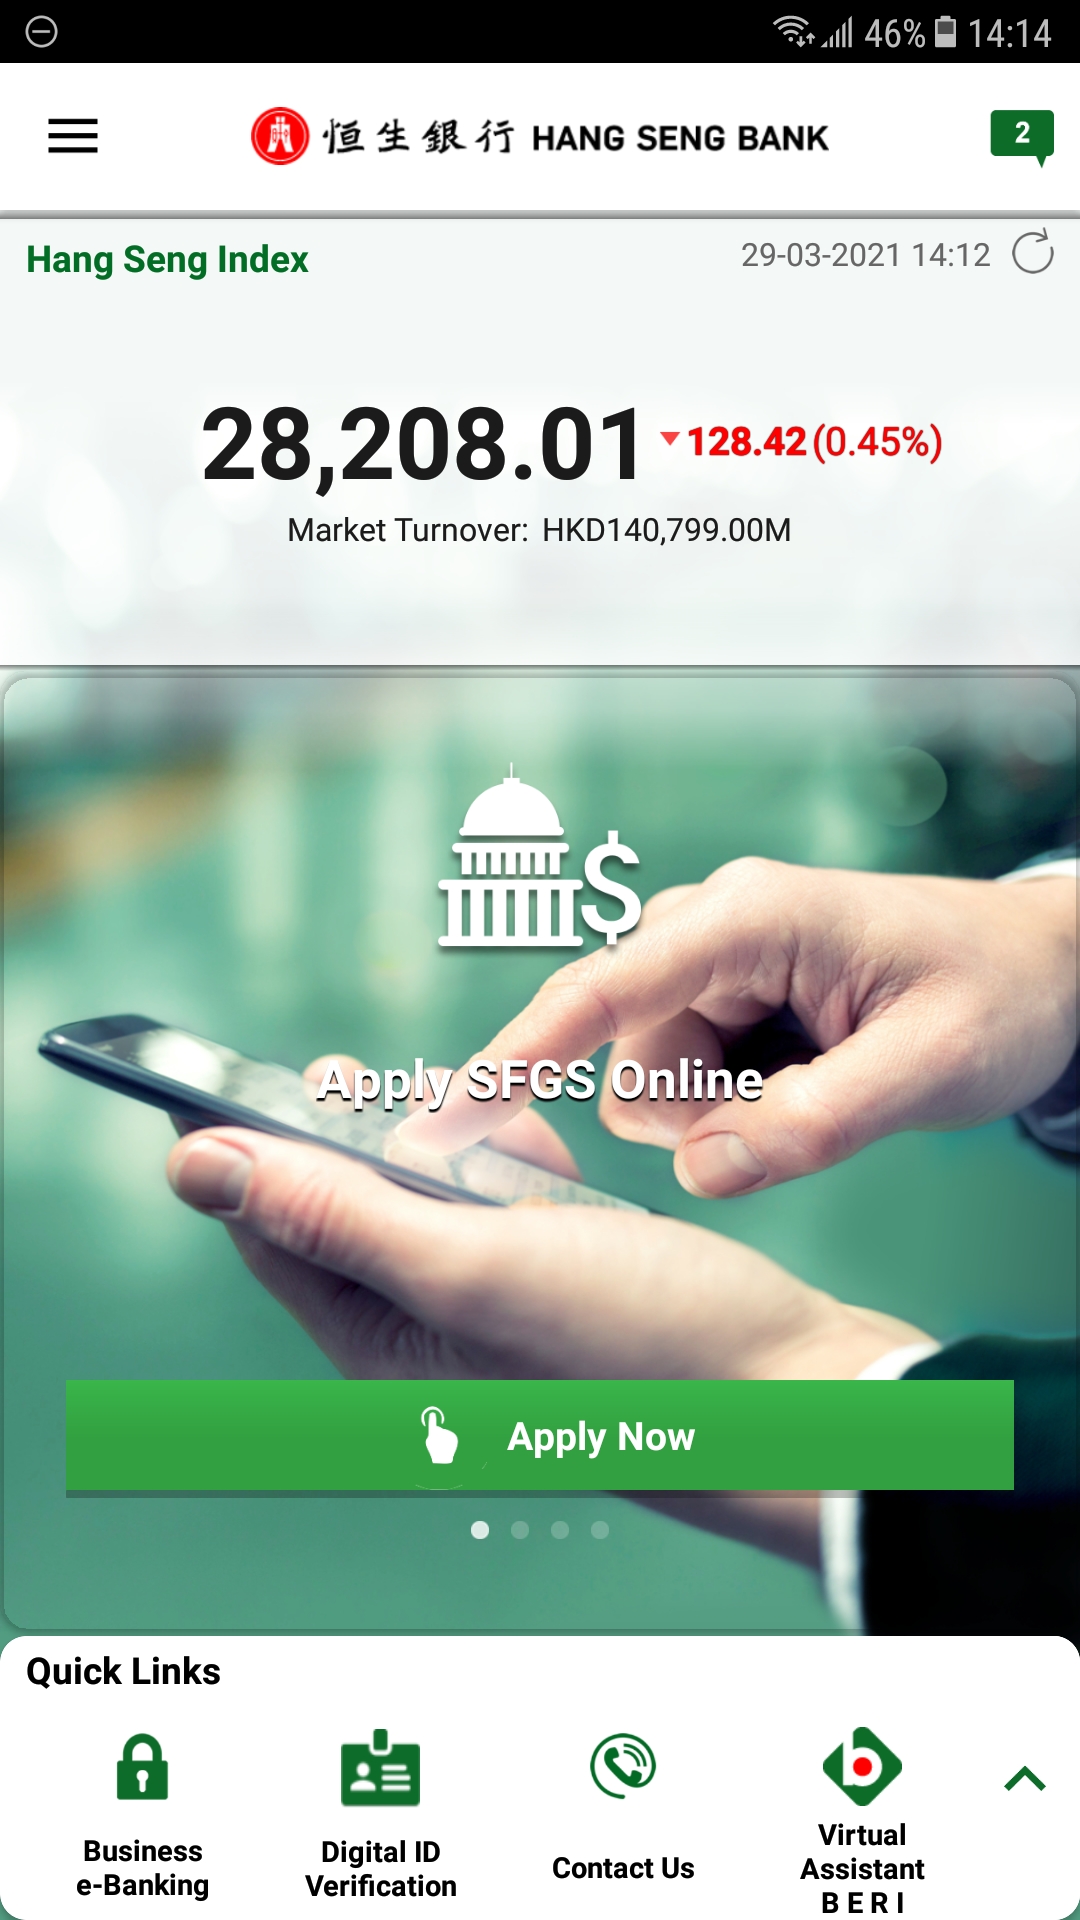 46% 14:14
恒生銀行 HANG SENG BANK
2
Hang Seng Index
29-03-2021 14:12
28,208.01
128.42 (0.45%)
Market Turnover: HKD140,799.00M
$
Apply SFGS Online
Apply Now
Quick Links
Business
e-Banking
Digital ID
Verification
Contact Us
b
Virtual
Assistant
B E R I